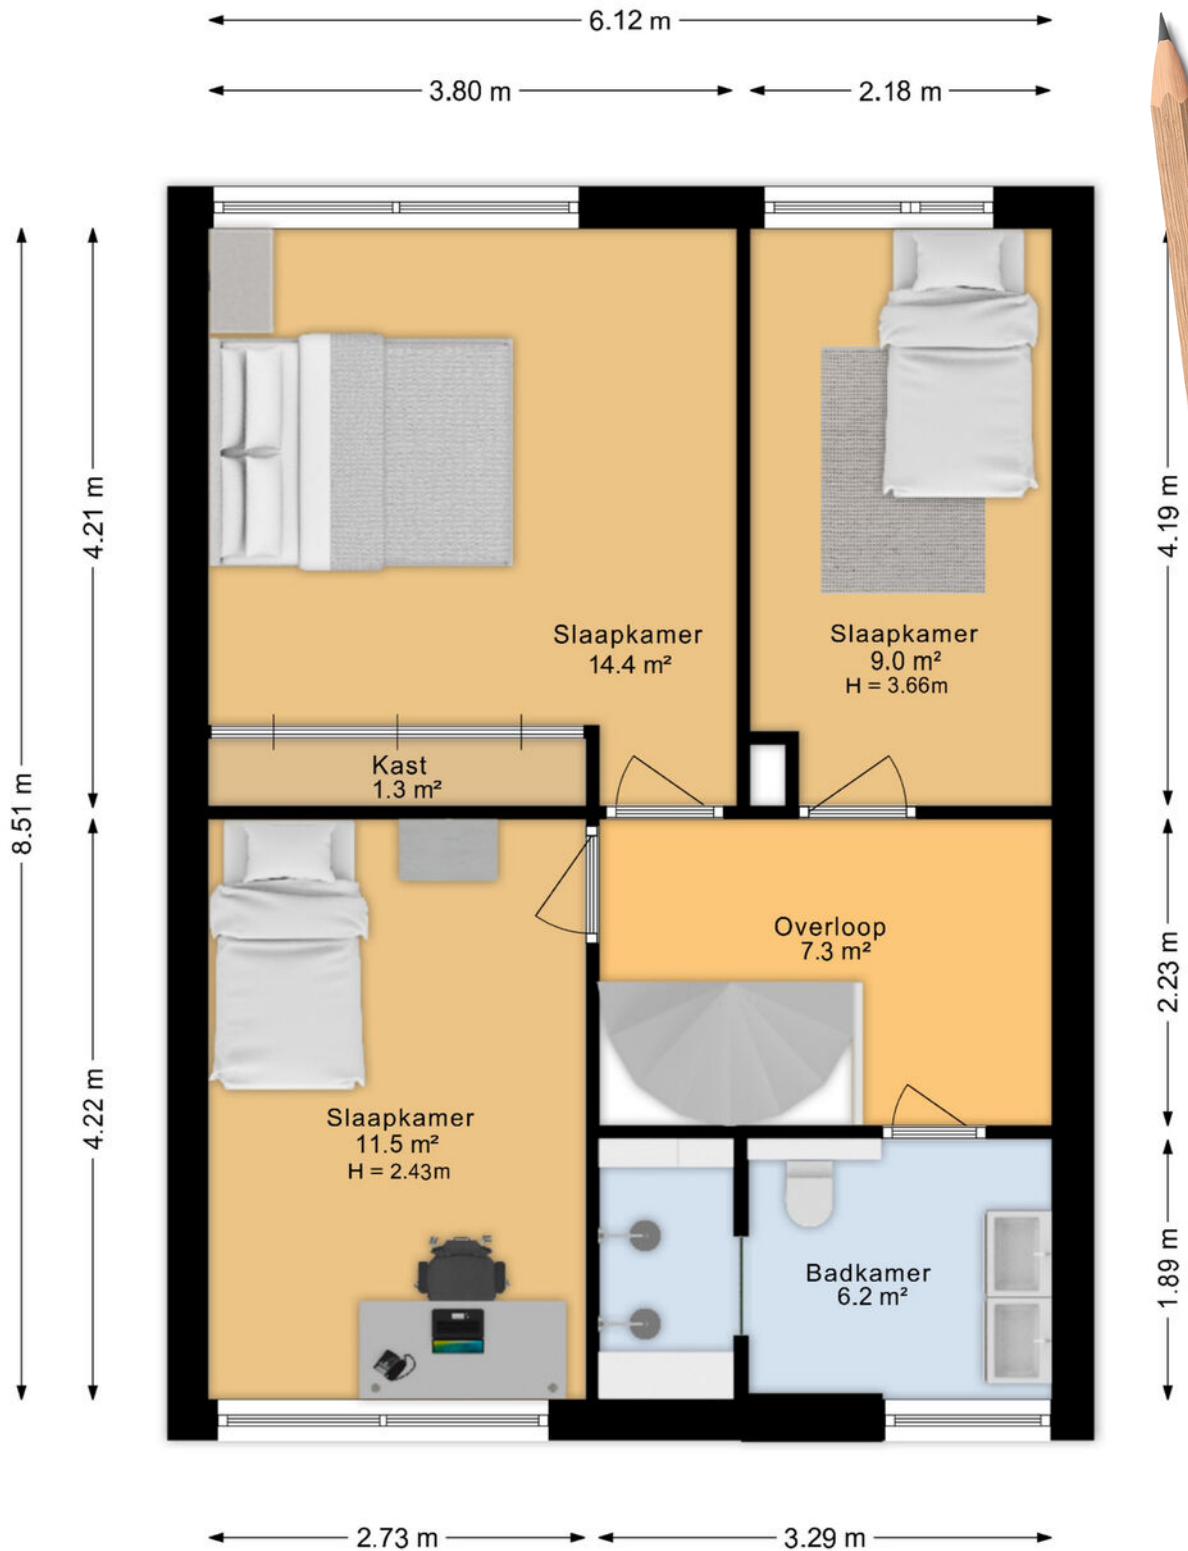 6.12 m
3.80 m
2.18 m
4.21 m
8.51 m
4.22 m
4.19 m
2.23 m
1.89 m
Slaapkamer
14.4 m²
Slaapkamer
9.0 m²
H = 3.66m
Kast
1.3 m²
Overloop
7.3 m²
Slaapkamer
11.5 m²
H = 2.43m
Badkamer
6.2 m²
2.73 m
3.29 m